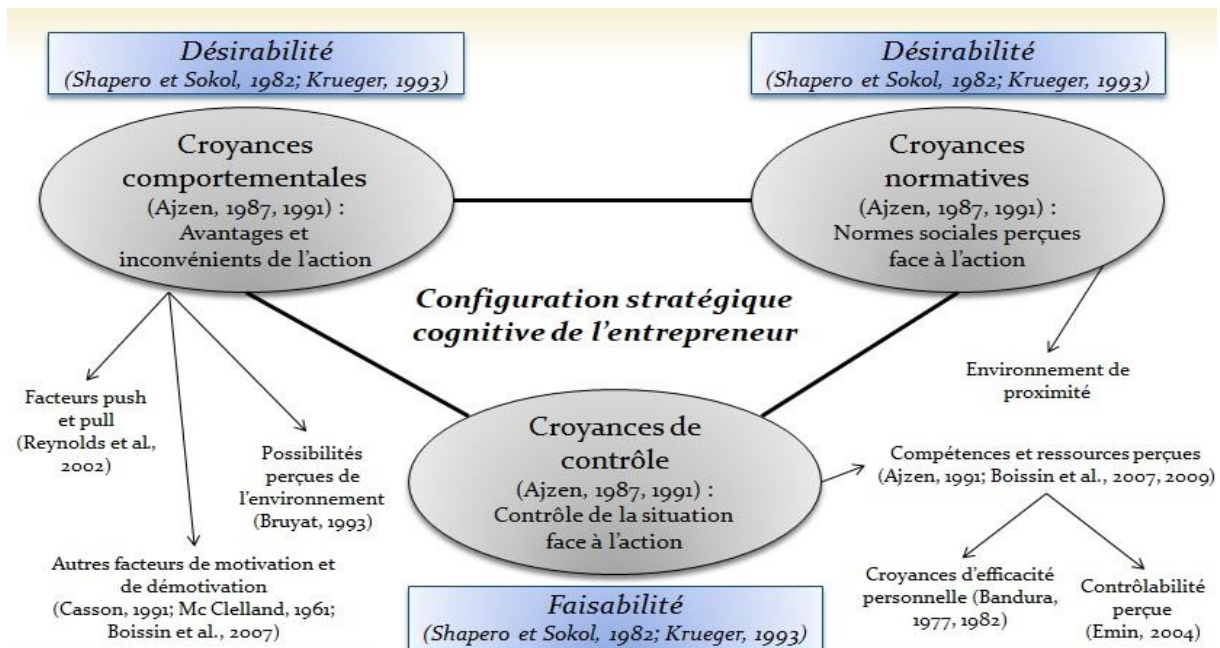 Désirabilité
(Shapero et Sokol, 1982; Krueger, 1993)
Désirabilité
(Shapero et Sokol, 1982; Krueger, 1993)
Croyances
comportementales
(Ajzen, 1987, 1991) :
Avantages et
inconvénients de l'action
Croyances
normatives
(Ajzen, 1987, 1991) :
Normes sociales perçues
face à l'action
Configuration stratégique
cognitive de l'entrepreneur
Facteurs push
et pull
(Reynolds et al.,
2002)
Possibilités
perçues de
l'environnement
(Bruyat, 1993)
Autres facteurs de motivation et
de démotivation
(Casson, 1991; Mc Clelland, 1961;
Boissin et al., 2007)
Croyances de
contrôle
(Ajzen, 1987, 1991) :
Contrôle de la situation
face à l'action
Faisabilité
(Shapero et Sokol, 1982; Krueger, 1993)
Environnement de
proximité
Compétences et ressources perçues
(Ajzen, 1991; Boissin et al., 2007, 2009)
Croyances d'efficacité
personnelle (Bandura,
1977, 1982)
Contrôlabilité
perçue
(Emin, 2004)